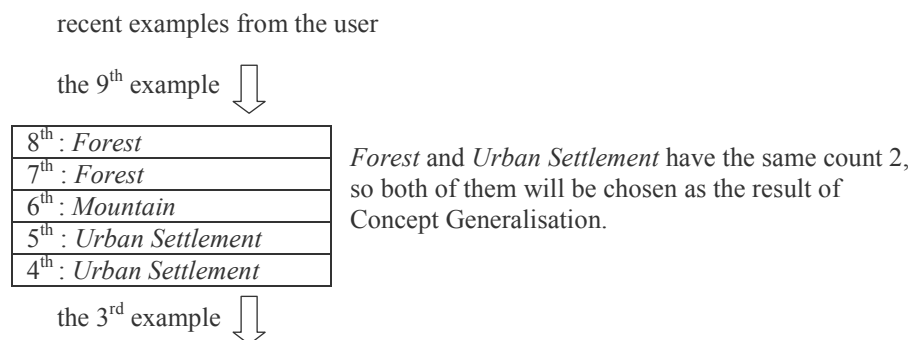 recent examples from the user
the 9th example
8th : Forest
7th : Forest
6th : Mountain
5th : Urban Settlement
4th : Urban Settlement
Forest and Urban Settlement have the same count 2,
so both of them will be chosen as the result of
Concept Generalisation.
the 3rd example